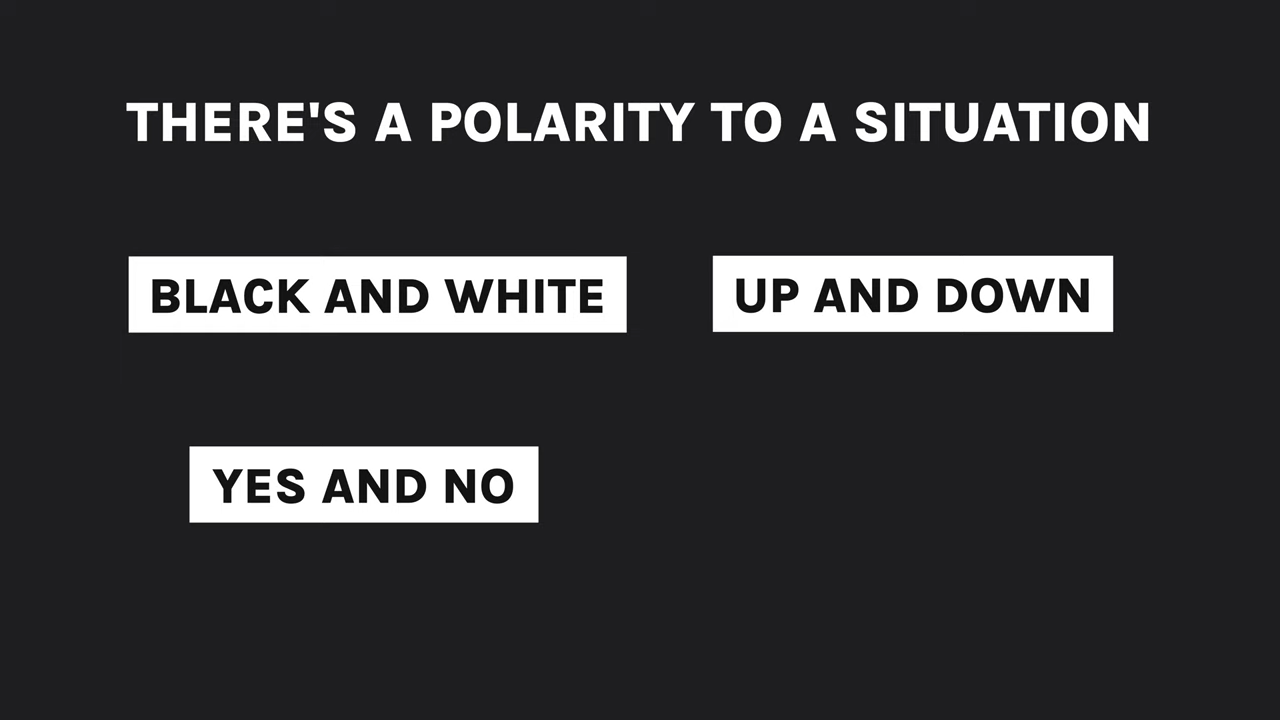 THERE'S A POLARITY TO A SITUATION
BLACK AND WHITE
UP AND DOWN
YES AND NO